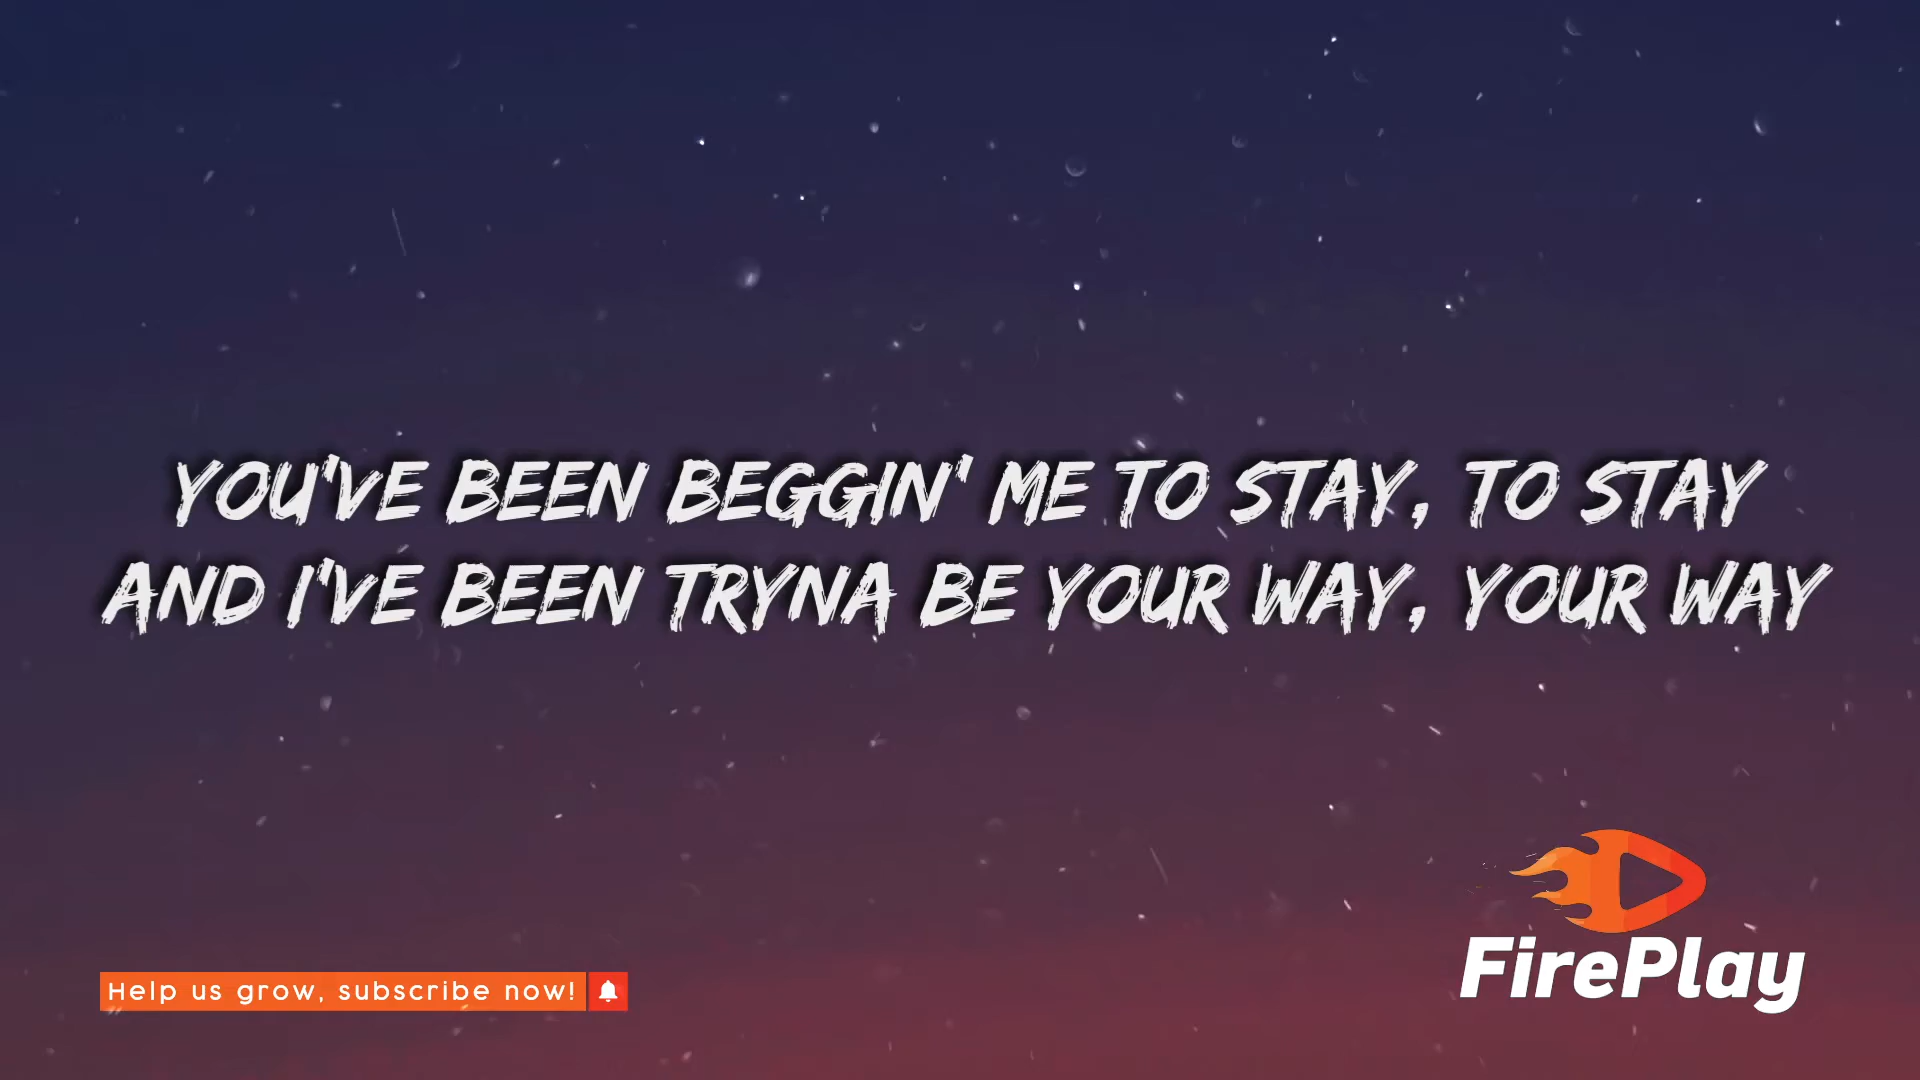 YOU'VE BEEN BEGGIN' ME TO STAY, TO STAY
AND I'VE BEEN TRYNA BE YOUR WAY, YOUR WAY
FirePlay
Help us grow, subscribe now!